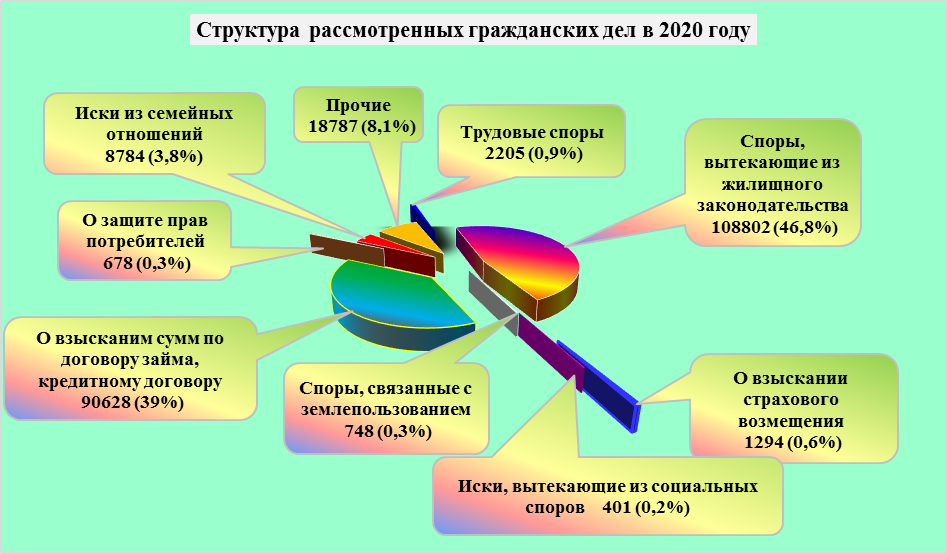 Структура рассмотренных гражданских дел в 2020 году
Прочие
18787 (8,1%)
Иски из семейных
отношений
8784 (3,8%)
Трудовые споры
2205 (0,9%)
Споры,
вытекающие из
жилищного
законодательства
108802 (46,8%)
О защите прав
потребителей
678 (0,3%)
О взысканим сумм по
договору займа,
кредитному договору
90628 (39%)
Споры, связанные с
землепользованием
748 (0,3%)
О взыскании
страхового
возмещения
1294 (0,6%)
Иски, вытекающие из социальных
споров 401 (0,2%)